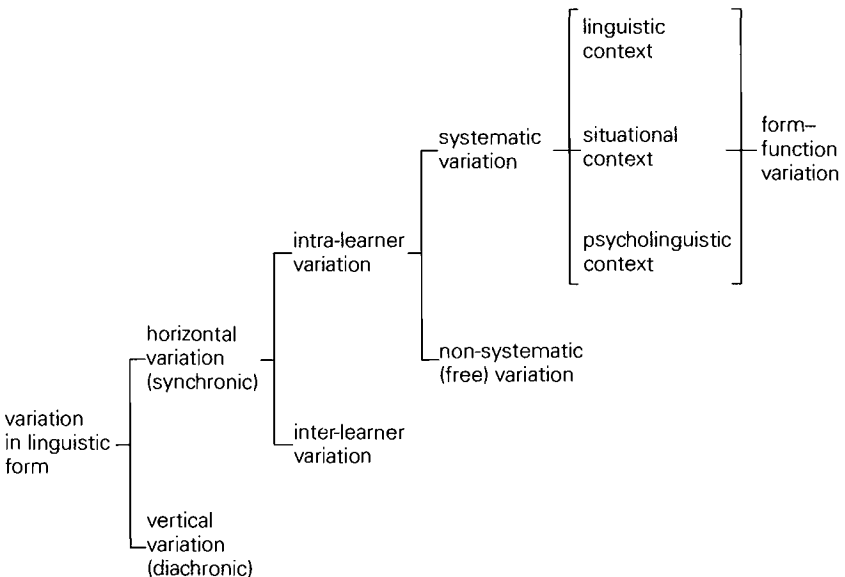 linguistic
context
systematic
variation
situational
context
form–
function
variation
psycholinguistic
context
intra-learner
variation
non-systematic
(free) variation
horizontal
variation
(synchronic)
inter-learner
variation
variation
in linguistic
form
vertical
variation
(diachronic)